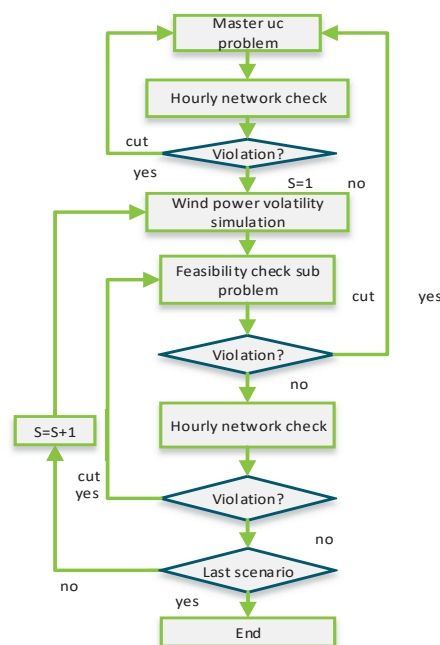 Master uc
problem
Hourly network check
cut
Violation?
yes
S=1
no
Wind power volatility
simulation
Feasibility check sub
problem
cut
yes
Violation?
no
Hourly network check
S=S+1
cut
yes
Violation?
no
Last scenario
no
yes
End